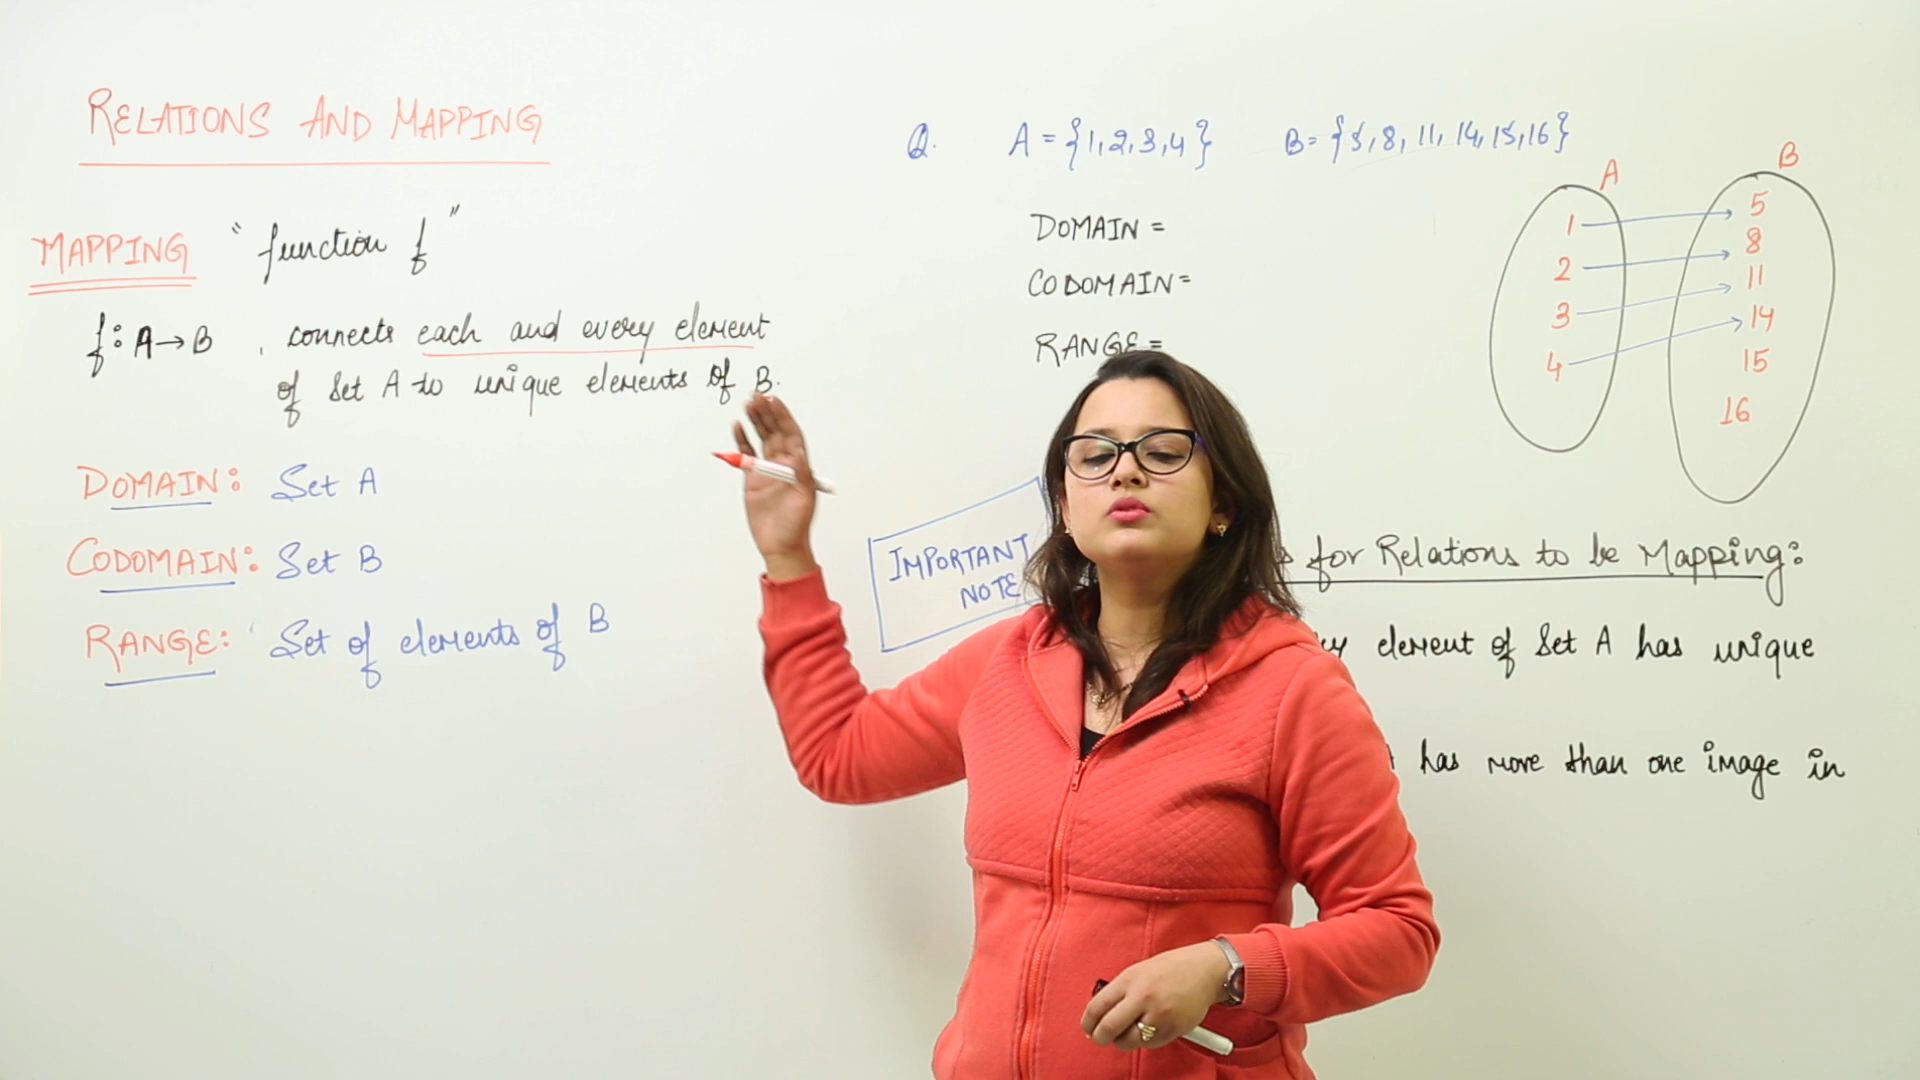 RELATIONS AND MAPPING
MAPPING "function f"
f: A→B , connects each and every element
of Set A to unique elements of B.
DOMAIN: Set A
CODOMAIN: Set B
RANGE: Set of elements of B
Q. A = {1,2,3,4} B = {5,8,11,14,15,16}
DOMAIN =
CODOMAIN =
RANGE =
A B
1 5
2 8
3 11
4 14
15
16
IMPORTANT
NOTE
for Relations to be Mapping:
element of Set A has unique
has more than one image in